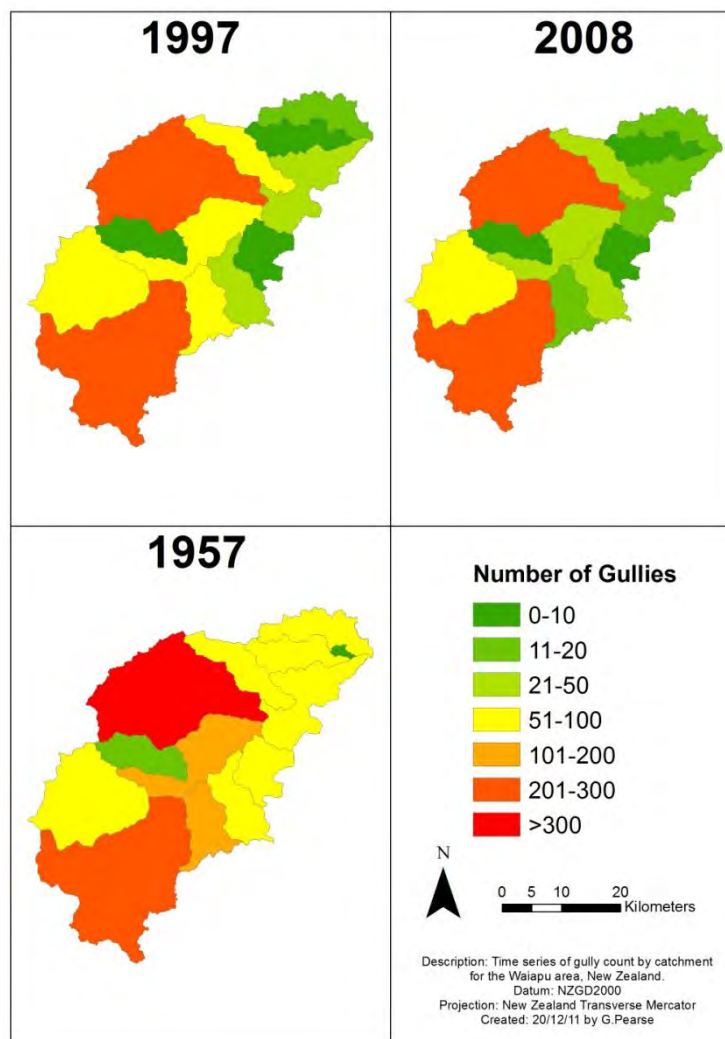 1997
2008
1957
Number of Gullies
0-10
11-20
21-50
51-100
101-200
201-300
>300
N
0 5 10 20
Kilometers
Description: Time series of gully count by catchment
for the Waiapu area, New Zealand.
Datum: NZGD2000
Projection: New Zealand Transverse Mercator
Created: 20/12/11 by G.Pearse